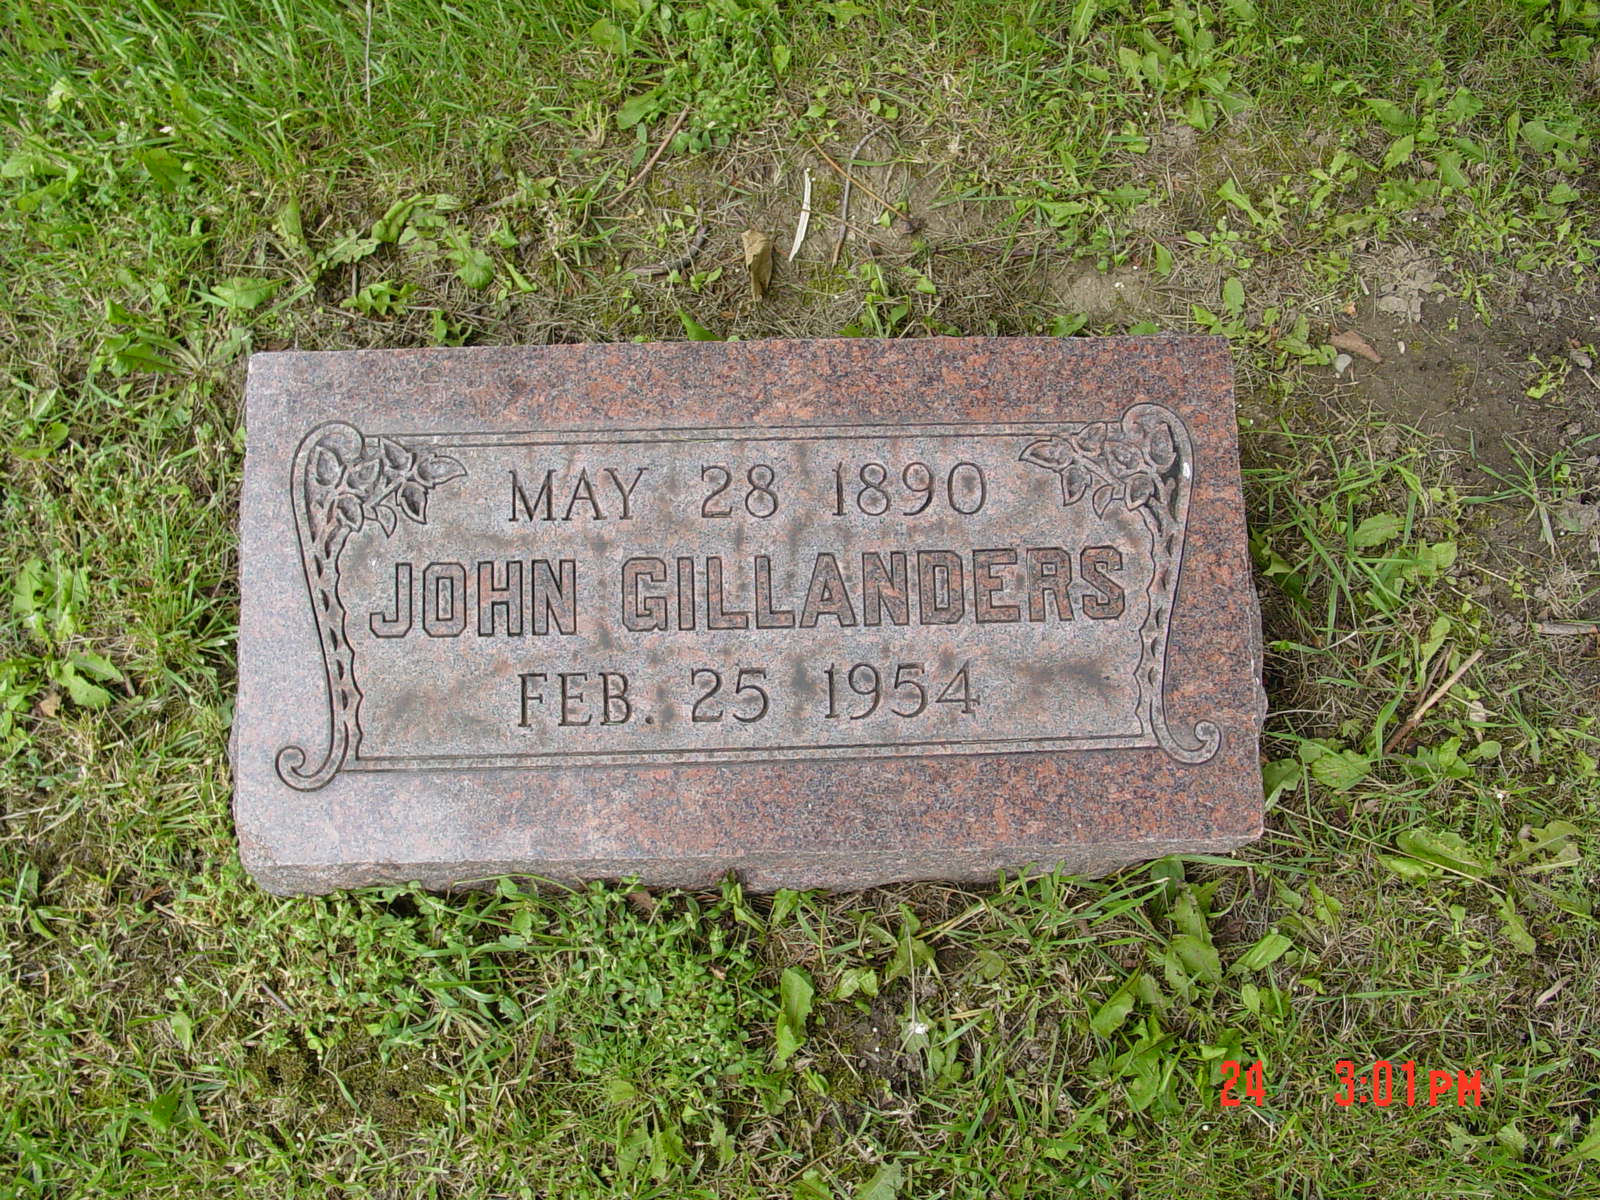 MAY 28 1890
JOHN GILLANDERS
FEB. 25 1954
24 3:01PM